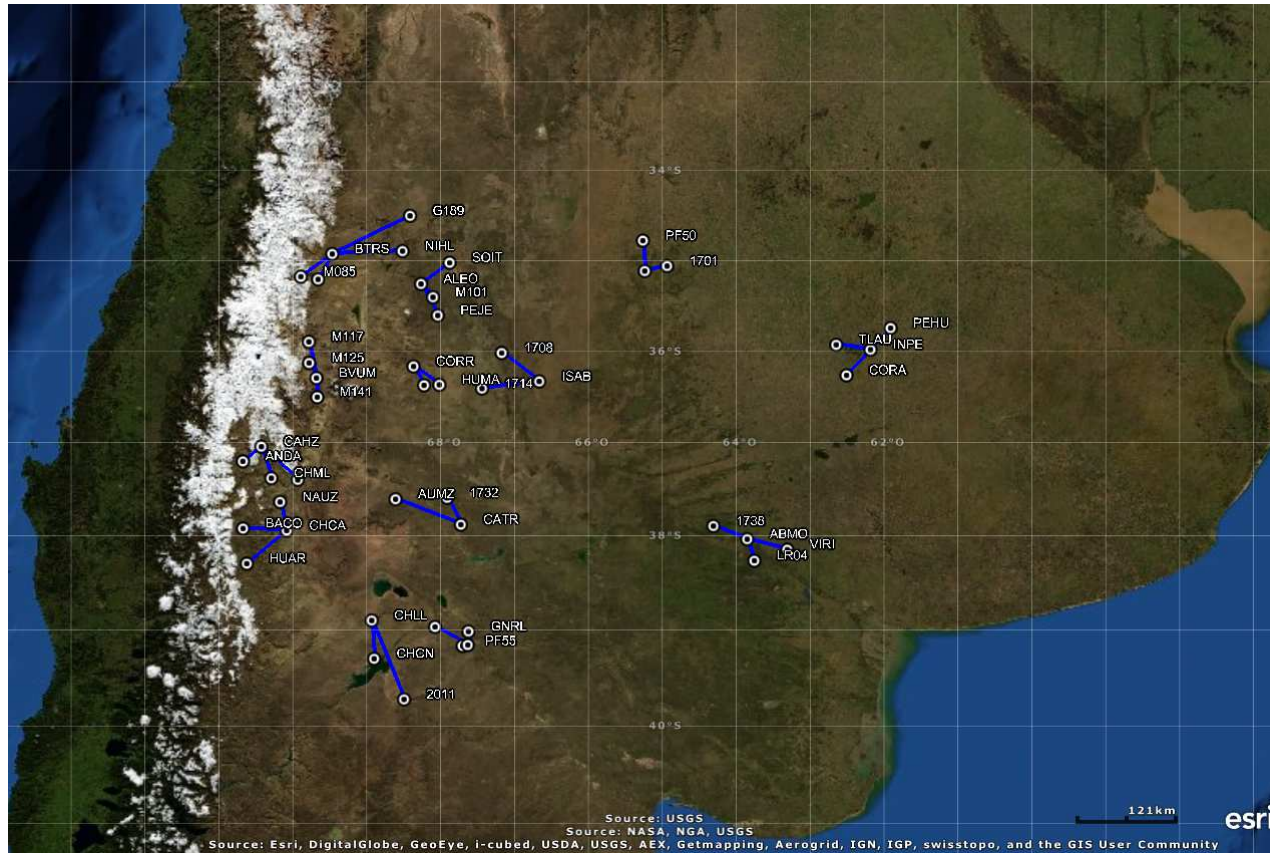 34°S
G189
PF50
BTRS
NIHL
SOIT
1701
M085
ALEO
M101
PEJE
PEHU
M117
TLAU
INPE
36°S
1708
M125
CORR
BVUM
CORA
HUMA
1714
ISAB
M141
CAHZ
68°O
66°O
64°O
62°O
ANDA
CHML
NAUZ
AUMZ
1732
CATR
BACO
CHCA
1738
ABMO
38°S
VIRI
LR04
HUAR
CHLL
GNRL
PF55
CHCN
2011
40°S
121km
Source: USGS
Source: NASA, NGA, USGS
esri
Source: Esri, DigitalGlobe, GeoEye, i-cubed, USDA, USGS, AEX, Getmapping, Aerogrid, IGN, IGP, swisstopo, and the GIS User Community